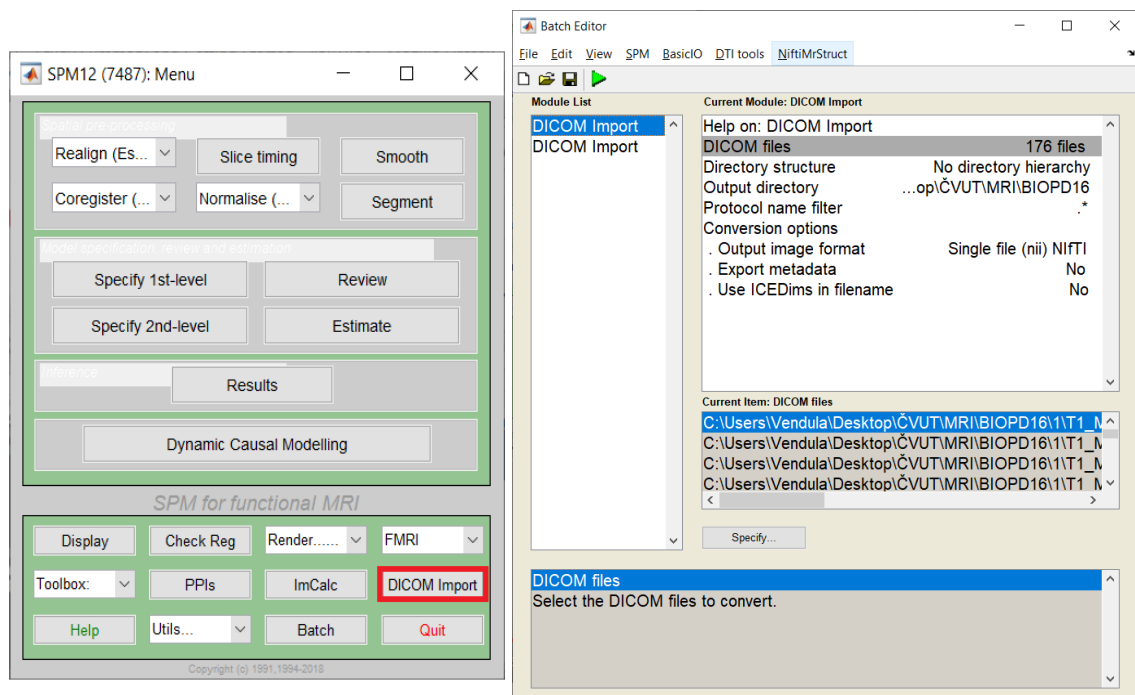 SPM12 (7487): Menu
Spatial pre-processing
Realign (Es...
Slice timing
Smooth
Coregister (...
Normalise (...
Segment
Model specification, review and estimation
Specify 1st-level
Review
Specify 2nd-level
Estimate
Inference
Results
Dynamic Causal Modelling
SPM for functional MRI
Display
Check Reg
Render......
FMRI
Toolbox:
PPIs
ImCalc
DICOM Import
Help
Utils...
Batch
Quit
Copyright (c) 1991,1994-2018
Batch Editor
File Edit View SPM BasicIO DTI tools NiftiMrStruct
Module List
DICOM Import
DICOM Import
Current Module: DICOM Import
Help on: DICOM Import
DICOM files 176 files
Directory structure No directory hierarchy
Output directory ...op\ČVUT\MRI\BIOPD16
Protocol name filter .*
Conversion options
. Output image format Single file (nii) NIfTI
. Export metadata No
. Use ICEDims in filename No
Current Item: DICOM files
C:\Users\Vendula\Desktop\ČVUT\MRI\BIOPD16\1\T1_M
C:\Users\Vendula\Desktop\ČVUT\MRI\BIOPD16\1\T1_M
C:\Users\Vendula\Desktop\ČVUT\MRI\BIOPD16\1\T1_M
C:\Users\Vendula\Desktop\ČVUT\MRI\BIOPD16\1\T1_M
Specify...
DICOM files
Select the DICOM files to convert.